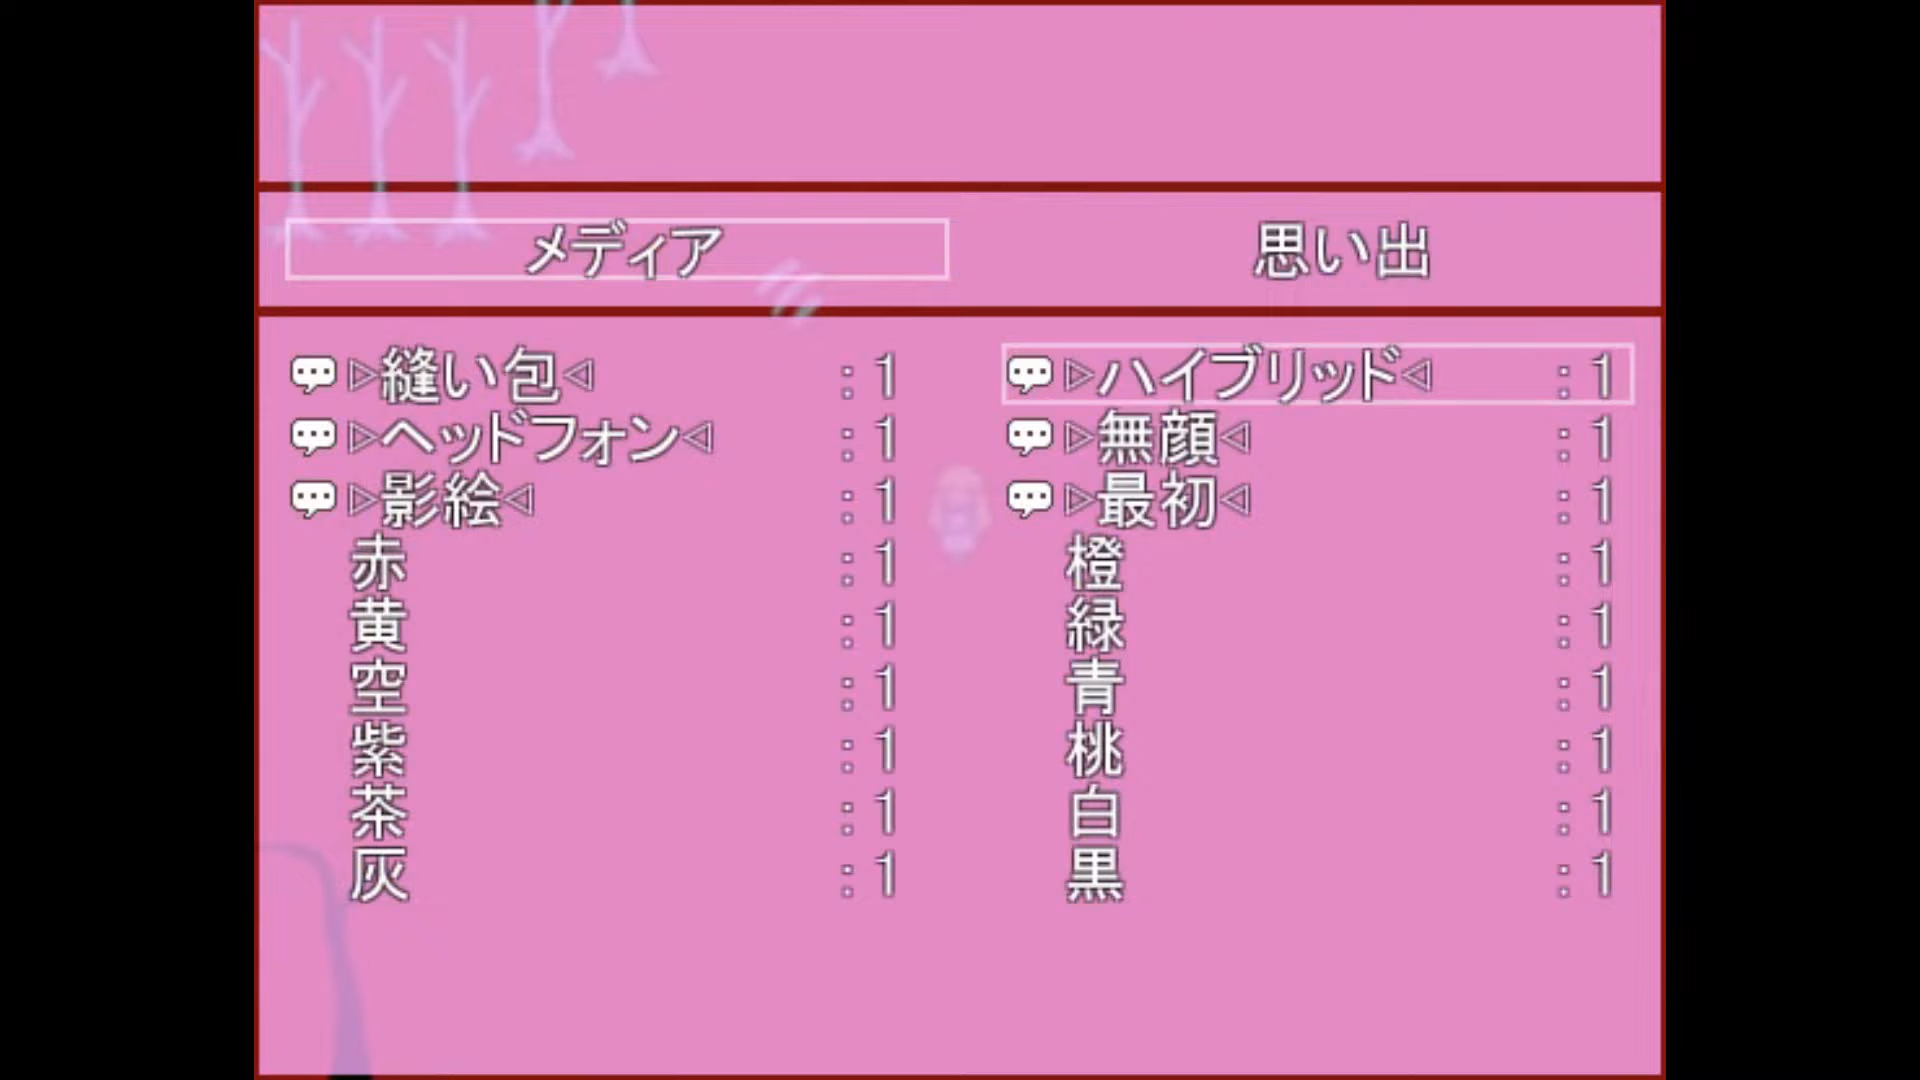 メディア 思い出
▷縫い包◁ :1 ▷ハイブリッド◁ :1
▷ヘッドフォン◁ :1 ▷無顔◁ :1
▷影絵◁ :1 ▷最初◁ :1
赤 :1 橙 :1
黄 :1 緑 :1
空 :1 青 :1
紫 :1 桃 :1
茶 :1 白 :1
灰 :1 黒 :1